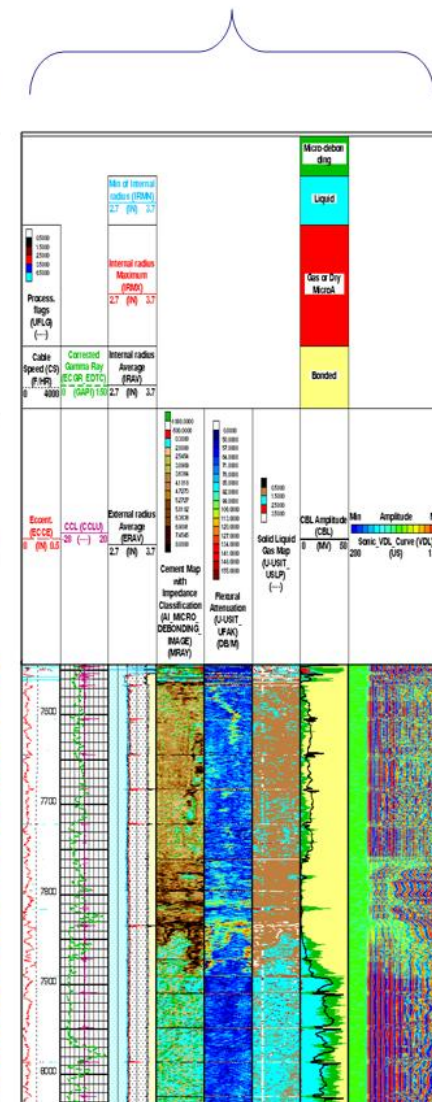 Micro-debon
ding
Liquid
Gas or Dry
MicroA
Bonded
Min of Internal
radius (IRMN)
2.7 (IN) 3.7
Internal radius
Maximum
(IRMX)
2.7 (IN) 3.7
Process.
flags
(UFLG)
(----)
Cable
Speed (CS)
(F/HR)
0 4000
Corrected
Gamma Ray
(ECGR_EDTC)
0 (GAPI) 150
Internal radius
Average
(IRAV)
2.7 (IN) 3.7
Eccent.
(ECCE)
0 (IN) 0.5
CCL (CCLU)
-20 (----) 20
External radius
Average
(ERAV)
2.7 (IN) 3.7
Cement Map
with
Impedance
Classification
(AI_MICRO_
DEBONDING_
IMAGE)
(MRAY)
Flexural
Attenuation
(U-USIT_
UFAK)
(DB/M)
Solid Liquid
Gas Map
(U-USIT_
USLP)
(----)
CBL Amplitude
(CBL)
0 (MV) 50
Min Amplitude
Sonic_VDL_Curve (VDL)
200 (US)
7600
7700
7800
7900
8000